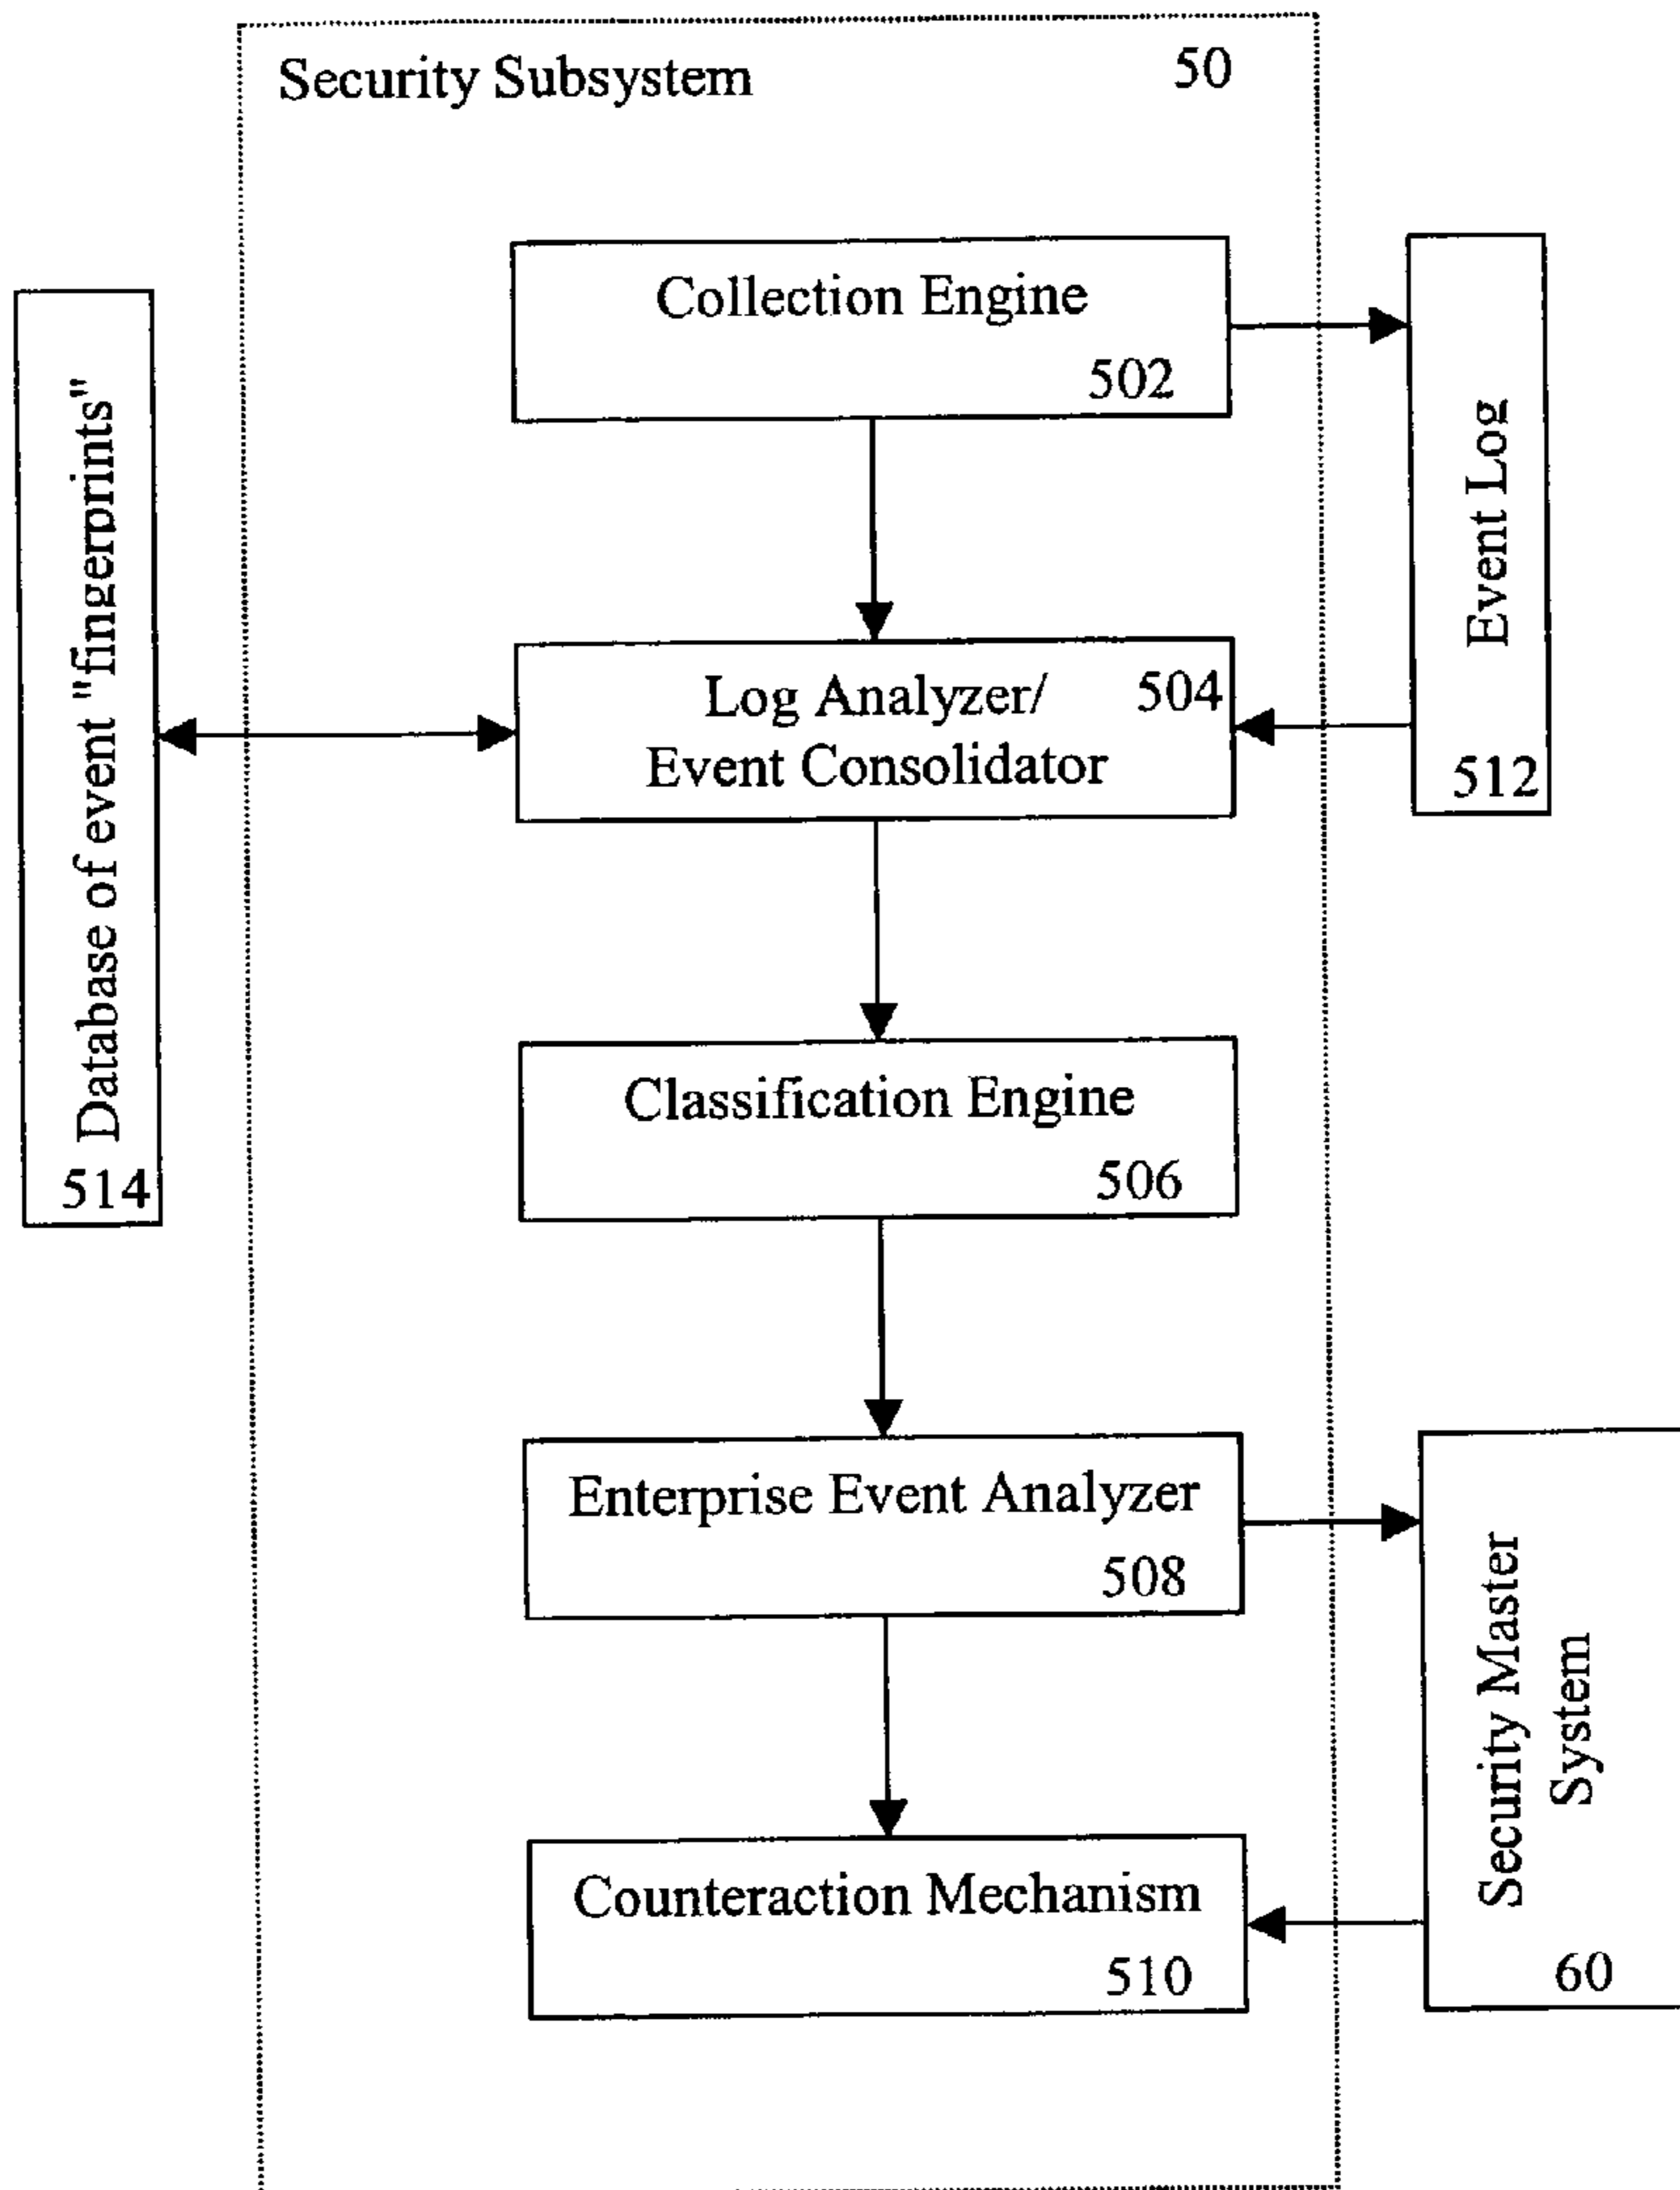 Security Subsystem
50
Collection Engine
502
Event Log
512
Database of event "fingerprints"
514
Log Analyzer/
504
Event Consolidator
Classification Engine
506
Enterprise Event Analyzer
508
Security Master
System
60
Counteraction Mechanism
510